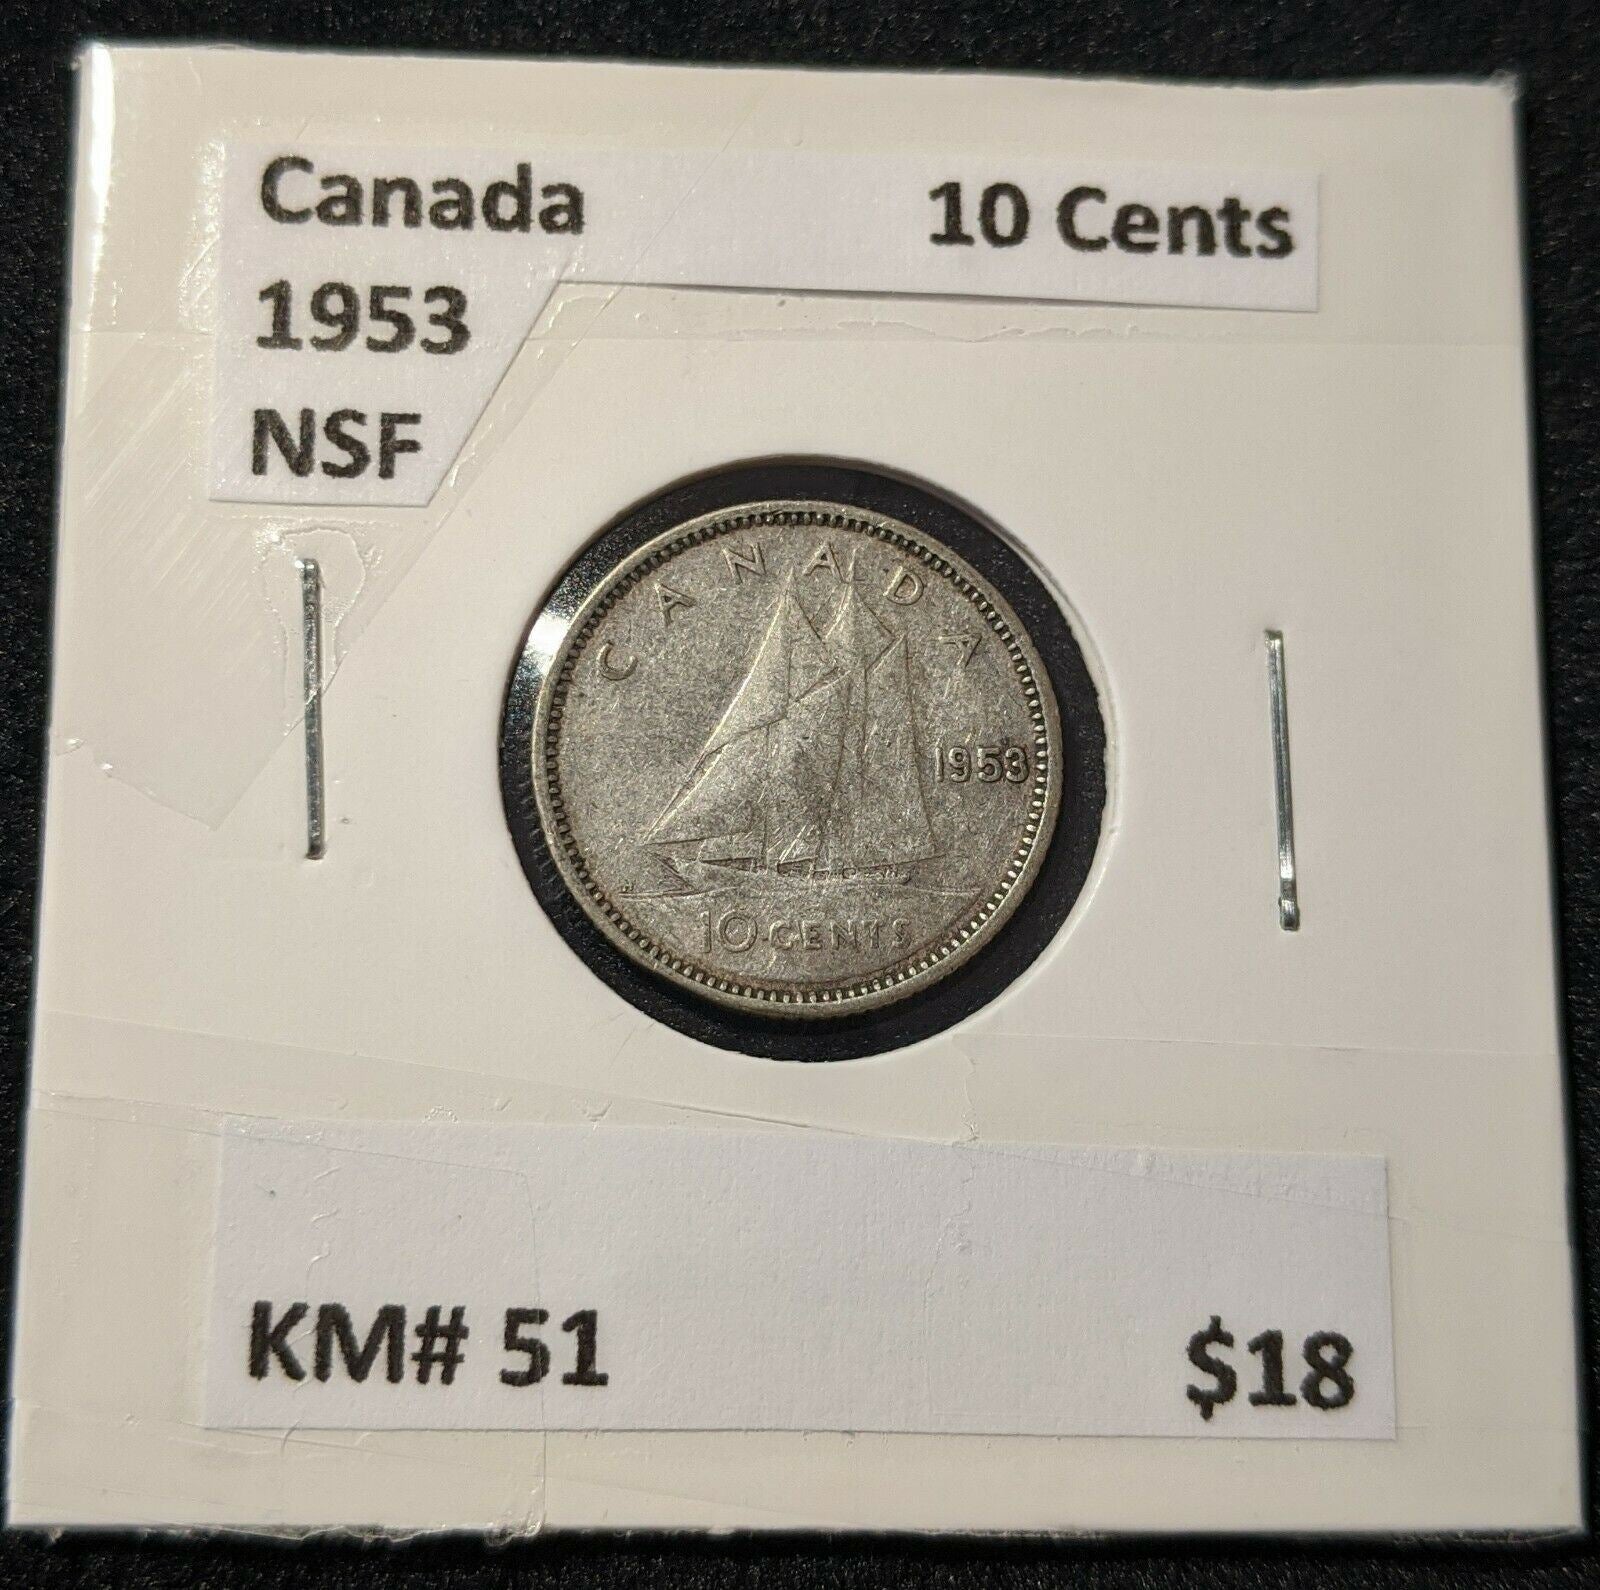 Canada 10 Cents
1953
NSF
CANADA
1953
H
10 CENTS
KM# 51 $18